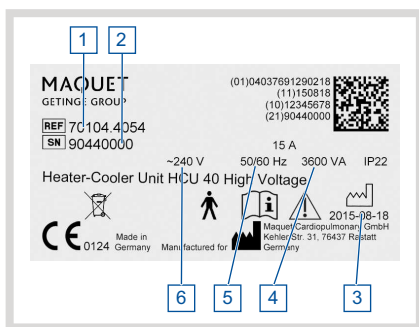 1 2
MAQUET
GETINGE GROUP
(01)04037691290218
(11)150818
(10)12345678
(21)90440000
REF 70104.4054
SN 90440000
15 A
~240 V 50/60 Hz 3600 VA IP22
Heater-Cooler Unit HCU 40 High Voltage
2015-08-18
CE 0124
Made in
Germany
Manufactured for
Maquet Cardiopulmonary GmbH
Kehler Str. 31, 76437 Rastatt
Germany
6 5 4 3